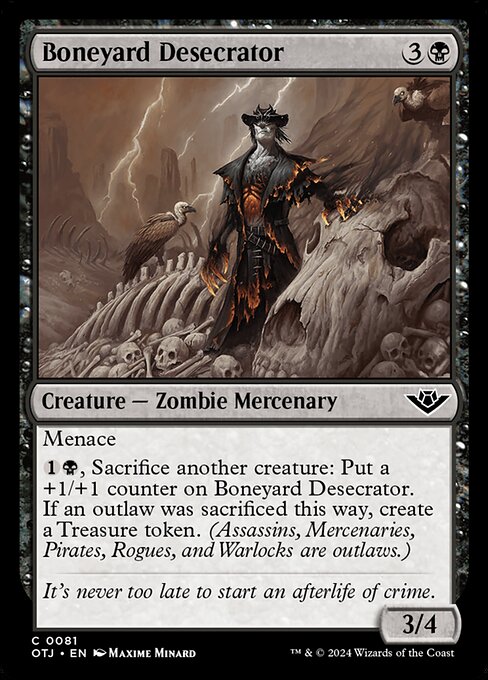 Boneyard Desecrator 3
Creature — Zombie Mercenary
Menace
1, Sacrifice another creature: Put a
+1/+1 counter on Boneyard Desecrator.
If an outlaw was sacrificed this way, create
a Treasure token. (Assassins, Mercenaries,
Pirates, Rogues, and Warlocks are outlaws.)
It's never too late to start an afterlife of crime.
3/4
C 0081
OTJ • EN Maxime Minard
™ & © 2024 Wizards of the Coast